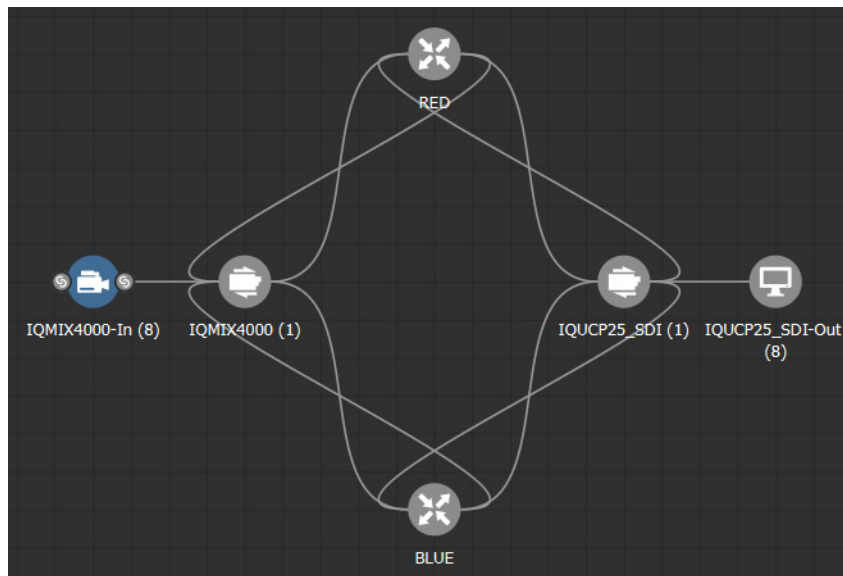 RED
IQMIX4000-In (8)
IQMIX4000 (1)
IQUCP25_SDI (1)
IQUCP25_SDI-Out
(8)
BLUE